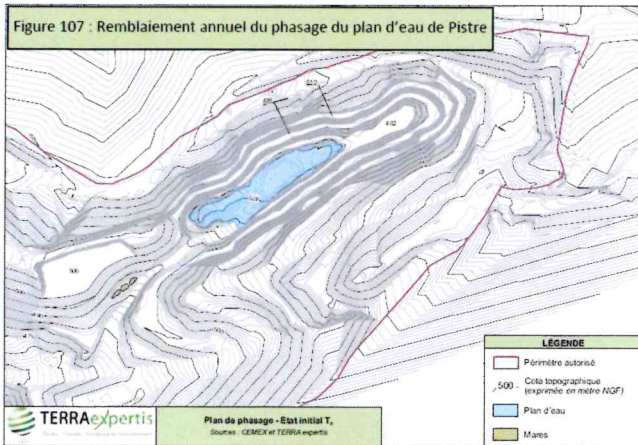 Figure 107 : Remblaiement annuel du phasage du plan d'eau de Pistre
500
LÉGENDE
Périmètre autorisé
500 Cote topographique
(exprimée en mètre NGF)
Plan d'eau
Mares
TERRAexpertis
Plan de phasage - Etat initial T₀
Sources : CEMEX et TERRA expertis